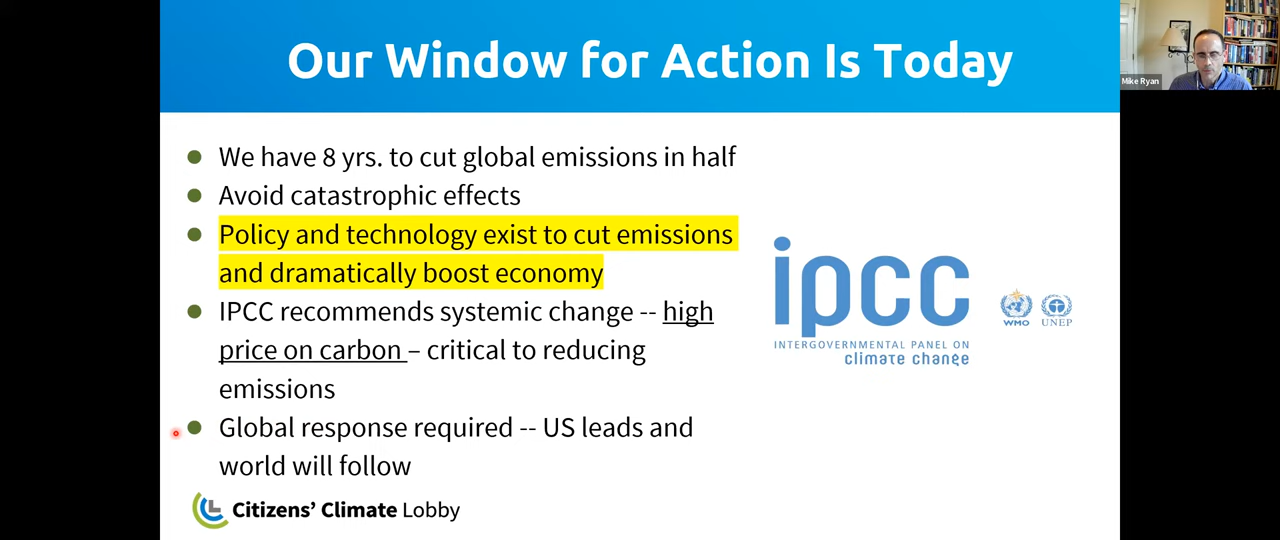 Our Window for Action Is Today
Mike Ryan
We have 8 yrs. to cut global emissions in half
Avoid catastrophic effects
Policy and technology exist to cut emissions
and dramatically boost economy
IPCC recommends systemic change -- high
price on carbon – critical to reducing
emissions
Global response required -- US leads and
world will follow
ipcc
INTERGOVERNMENTAL PANEL ON
climate change
WMO
UNEP
Citizens’ Climate Lobby